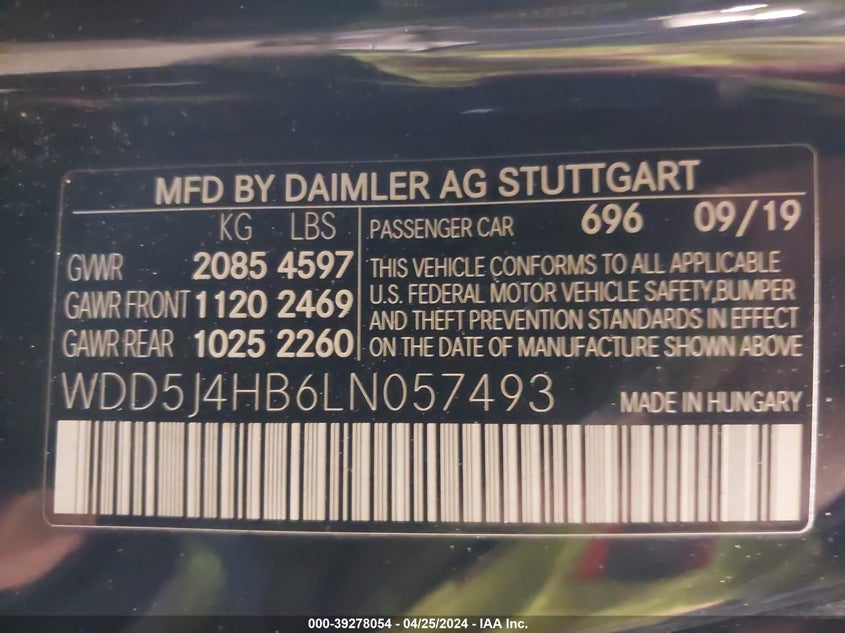 MFD BY DAIMLER AG STUTTGART
KG LBS
GVWR 2085 4597
GAWR FRONT 1120 2469
GAWR REAR 1025 2260
PASSENGER CAR 696 09/19
THIS VEHICLE CONFORMS TO ALL APPLICABLE
U.S. FEDERAL MOTOR VEHICLE SAFETY,BUMPER
AND THEFT PREVENTION STANDARDS IN EFFECT
ON THE DATE OF MANUFACTURE SHOWN ABOVE
WDD5J4HB6LN057493
MADE IN HUNGARY
000-39278054 - 04/25/2024 - IAA Inc.